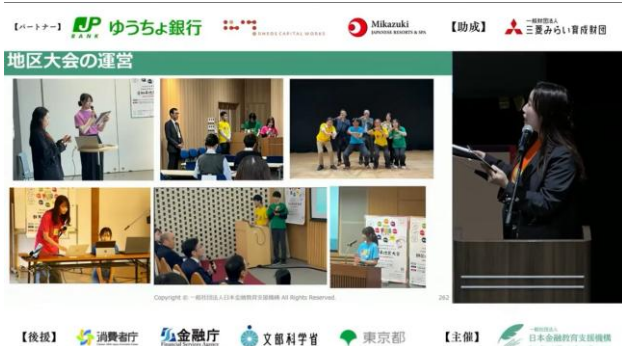 【パートナー】
JP
BANK
ゆうちょ銀行
RHEOS CAPITAL WORKS
Mikazuki
JAPANESE RESORTS & SPA
【助成】
一般財団法人
三菱みらい育成財団
地区大会の運営
Copyright © 一般社団法人日本金融教育支援機構 All Rights Reserved.
262
【後援】
消費者庁
金融庁
Financial Services Agency
文部科学省
東京都
【主催】
一般社団法人
日本金融教育支援機構